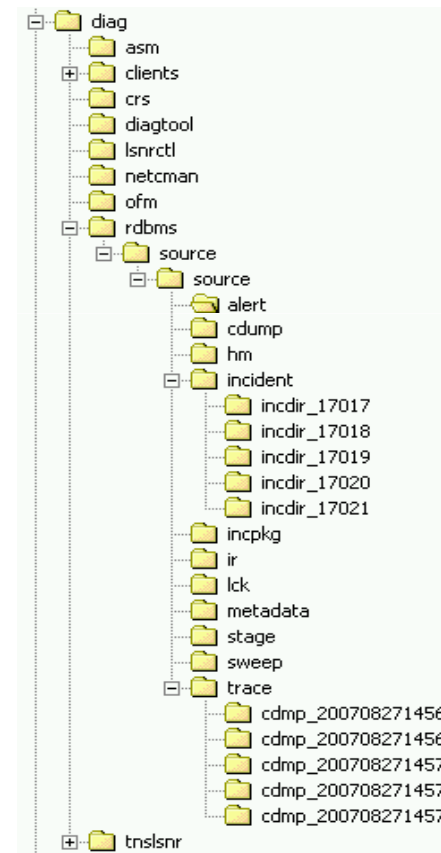 diag
asm
clients
crs
diagtool
lsnrctl
netcman
ofm
rdbms
source
source
alert
cdump
hm
incident
incdir_17017
incdir_17018
incdir_17019
incdir_17020
incdir_17021
incpkg
ir
lck
metadata
stage
sweep
trace
cdmp_200708271456
cdmp_200708271456
cdmp_200708271457
cdmp_200708271457
cdmp_200708271457
tnslsnr